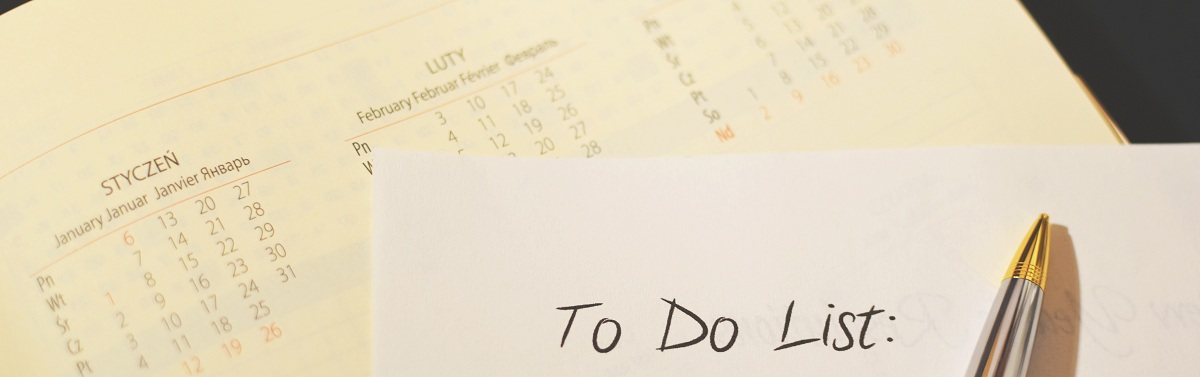 STYCZEŃ
January Januar Janvier Январь
Pn 6 13 20 27
Wt 7 14 21 28
Śr 1 8 15 22 29
Cz 2 9 16 23 30
Pt 3 10 17 24 31
4 11 18 25
12 19 26
LUTY
February Februar Février Февраль
Pn 3 10 17 24
4 11 18 25
12 19 26
20 27
28
Pn
Wt 4
Śr 5 12
Cz 6 13 20
Pt 7 14 21 28
So 1 8 15 22 29
Nd 2 9 16 23 30
To Do List: